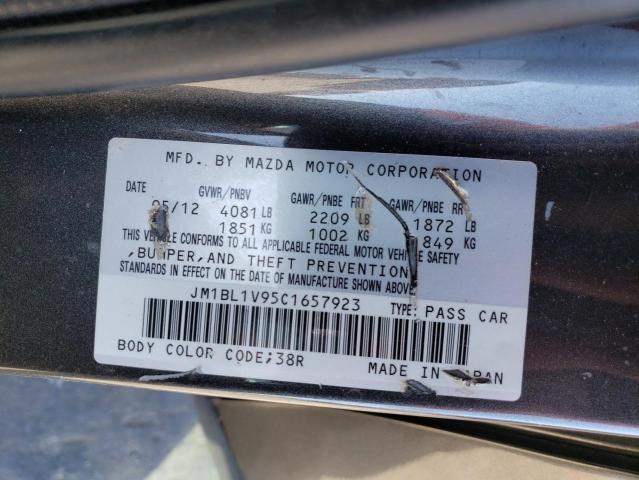 MFD. BY MAZDA MOTOR CORPORATION
DATE GVWR/PNBV GAWR/PNBE FRT GAWR/PNBE RR
05/12 4081 LB 2209 LB 1872 LB
1851 KG 1002 KG 849 KG
THIS VEHICLE CONFORMS TO ALL APPLICABLE FEDERAL MOTOR VEHICLE SAFETY
,BUMPER,AND THEFT PREVENTION
STANDARDS IN EFFECT ON THE DATE OF MANUFACTURE SHOWN ABOVE
JM1BL1V95C1657923 TYPE: PASS CAR
BODY COLOR CODE;38R MADE IN JAPAN